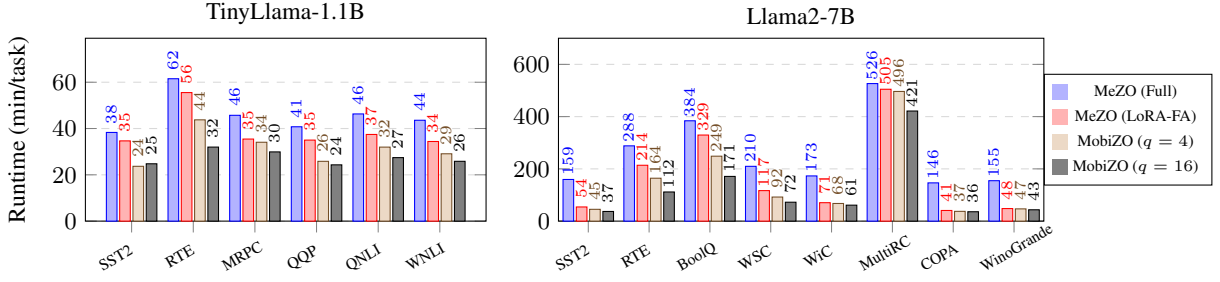 TinyLlama-1.1B
Runtime (min/task)
60
40
20
0
38 35 24 25
62 56 44 32
46 35 34 30
41 35 26 24
46 37 32 27
44 34 29 26
SST2 RTE MRPC QQP QNLI WNLI
Llama2-7B
600
400
200
0
159 54 45 37
288 214 164 112
384 329 249 171
210 117 92 72
173 71 68 61
526 505 496 421
146 41 37 36
155 48 47 43
SST2 RTE BoolQ WSC WiC MultiRC COPA WinoGrande
MeZO (Full)
MeZO (LoRA-FA)
MobiZO (q = 4)
MobiZO (q = 16)